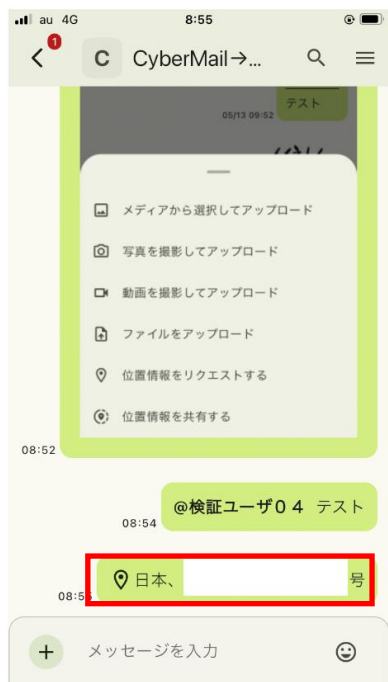 au 4G 8:55
1
C CyberMail→...
テスト
05/13 09:52
メディアから選択してアップロード
写真を撮影してアップロード
動画を撮影してアップロード
ファイルをアップロード
位置情報をリクエストする
位置情報を共有する
08:52
@検証ユーザ04 テスト
08:54
日本、 号
メッセージを入力